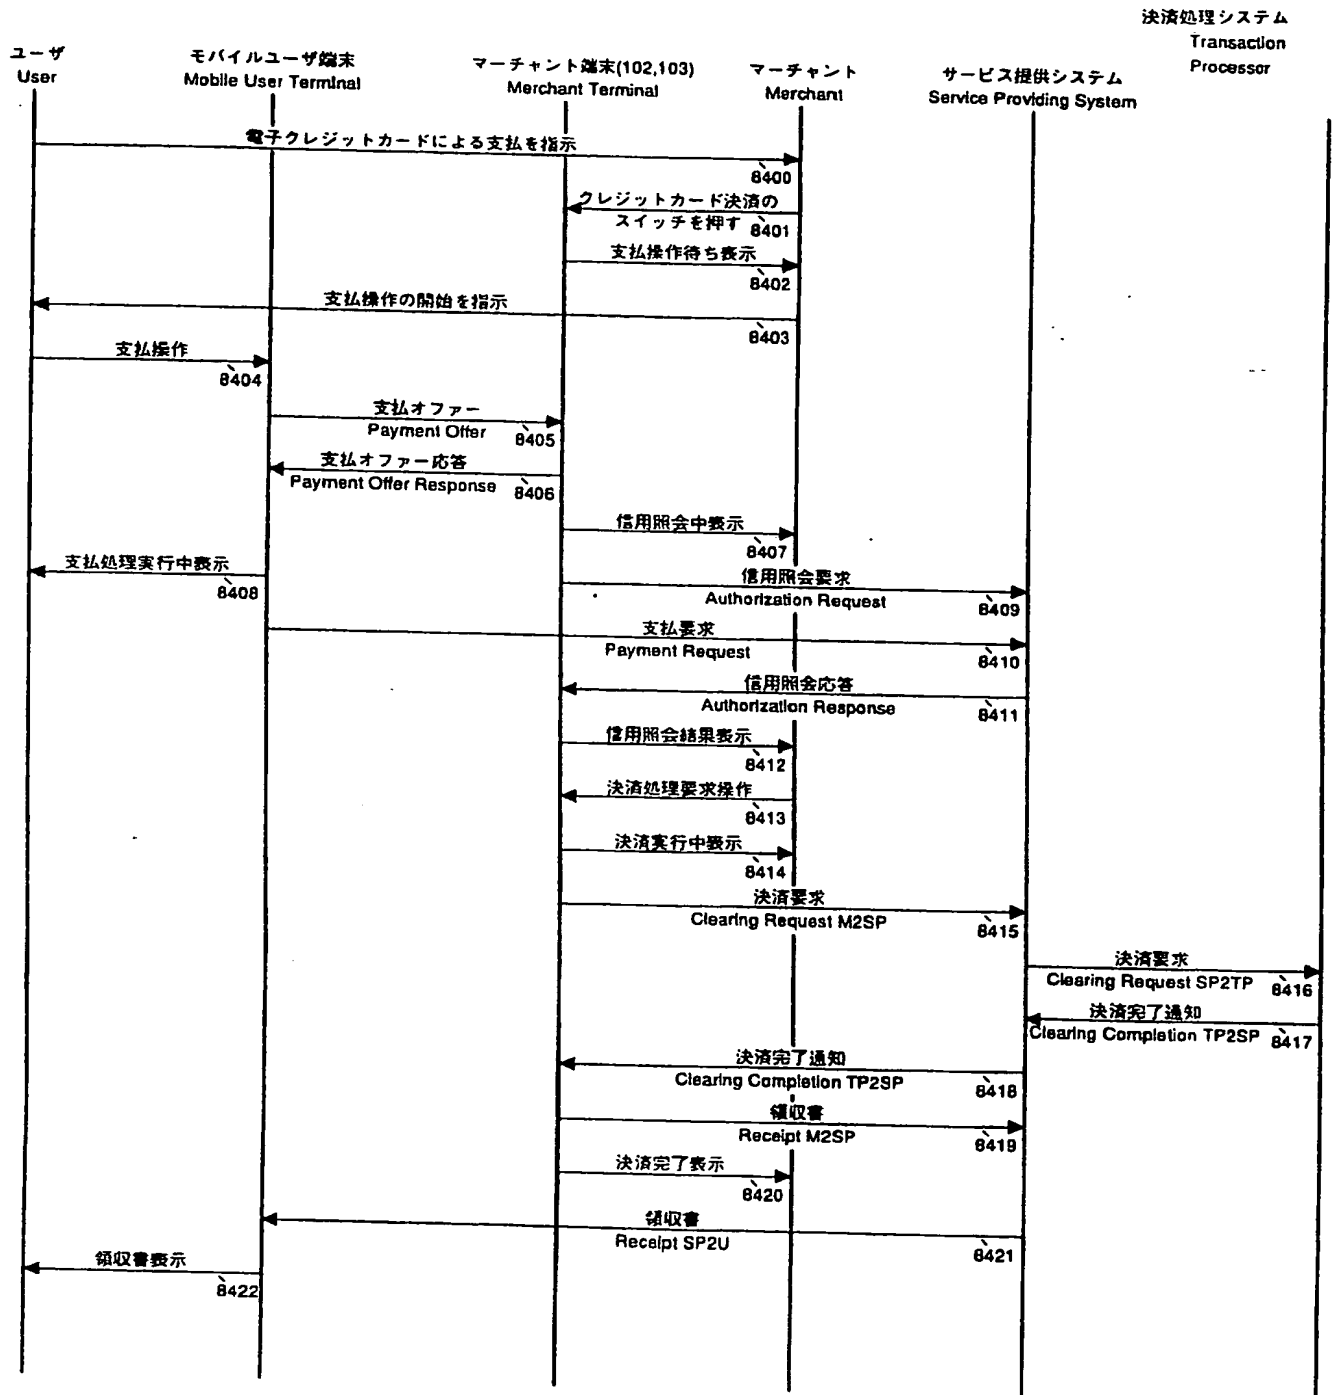 決済処理システム
Transaction
Processor
ユーザ
User
モバイルユーザ端末
Mobile User Terminal
マーチャント端末(102,103)
Merchant Terminal
マーチャント
Merchant
サービス提供システム
Service Providing System
電子クレジットカードによる支払を指示
8400
クレジットカード決済の
スイッチを押す
8401
支払操作待ち表示
8402
支払操作の開始を指示
8403
支払操作
8404
支払オファー
Payment Offer
8405
支払オファー応答
Payment Offer Response
8406
信用照会中表示
8407
支払処理実行中表示
8408
信用照会要求
Authorization Request
8409
支払要求
Payment Request
8410
信用照会応答
Authorization Response
8411
信用照会結果表示
8412
決済処理要求操作
8413
決済実行中表示
8414
決済要求
Clearing Request M2SP
8415
決済要求
Clearing Request SP2TP
8416
決済完了通知
Clearing Completion TP2SP
8417
決済完了通知
Clearing Completion TP2SP
8418
領収書
Receipt M2SP
8419
決済完了表示
8420
領収書
Receipt SP2U
8421
領収書表示
8422